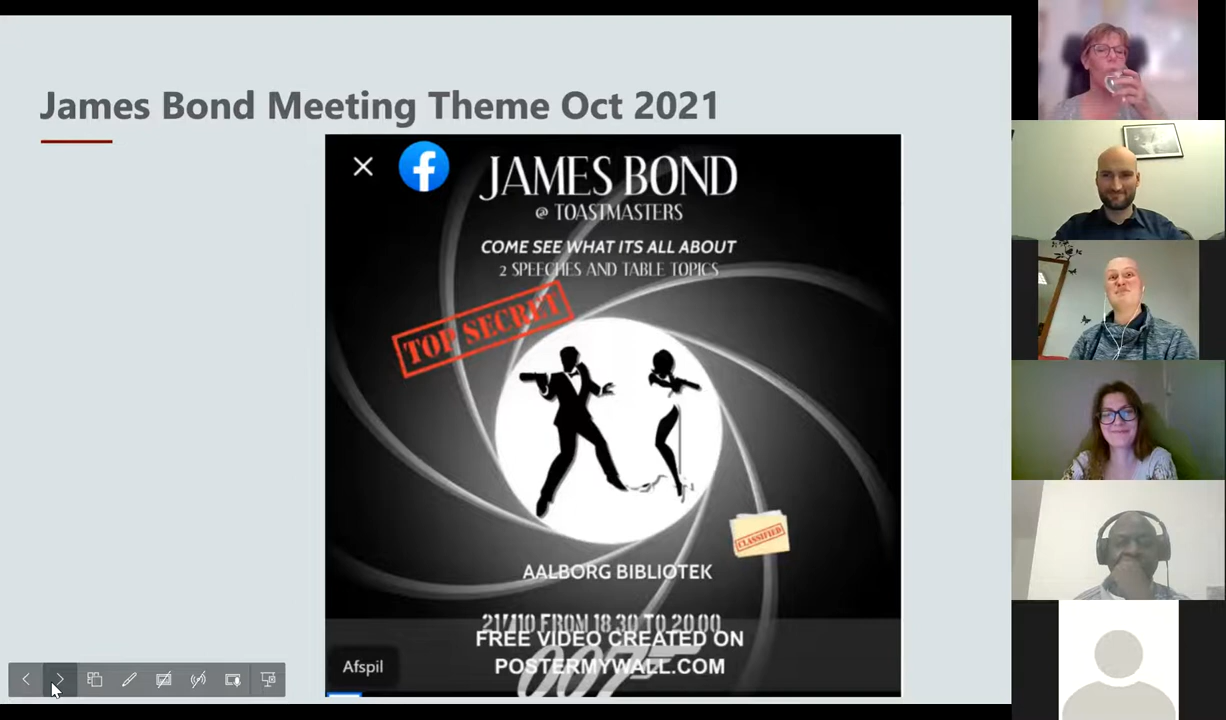 James Bond Meeting Theme Oct 2021
JAMES BOND
@ TOASTMASTERS
COME SEE WHAT ITS ALL ABOUT
2 SPEECHES AND TABLE TOPICS
TOP SECRET
CLASSIFIED
AALBORG BIBLIOTEK
21/10 FROM 18.30 TO 20.00
FREE VIDEO CREATED ON
POSTERMYWALL.COM
Afspil
007